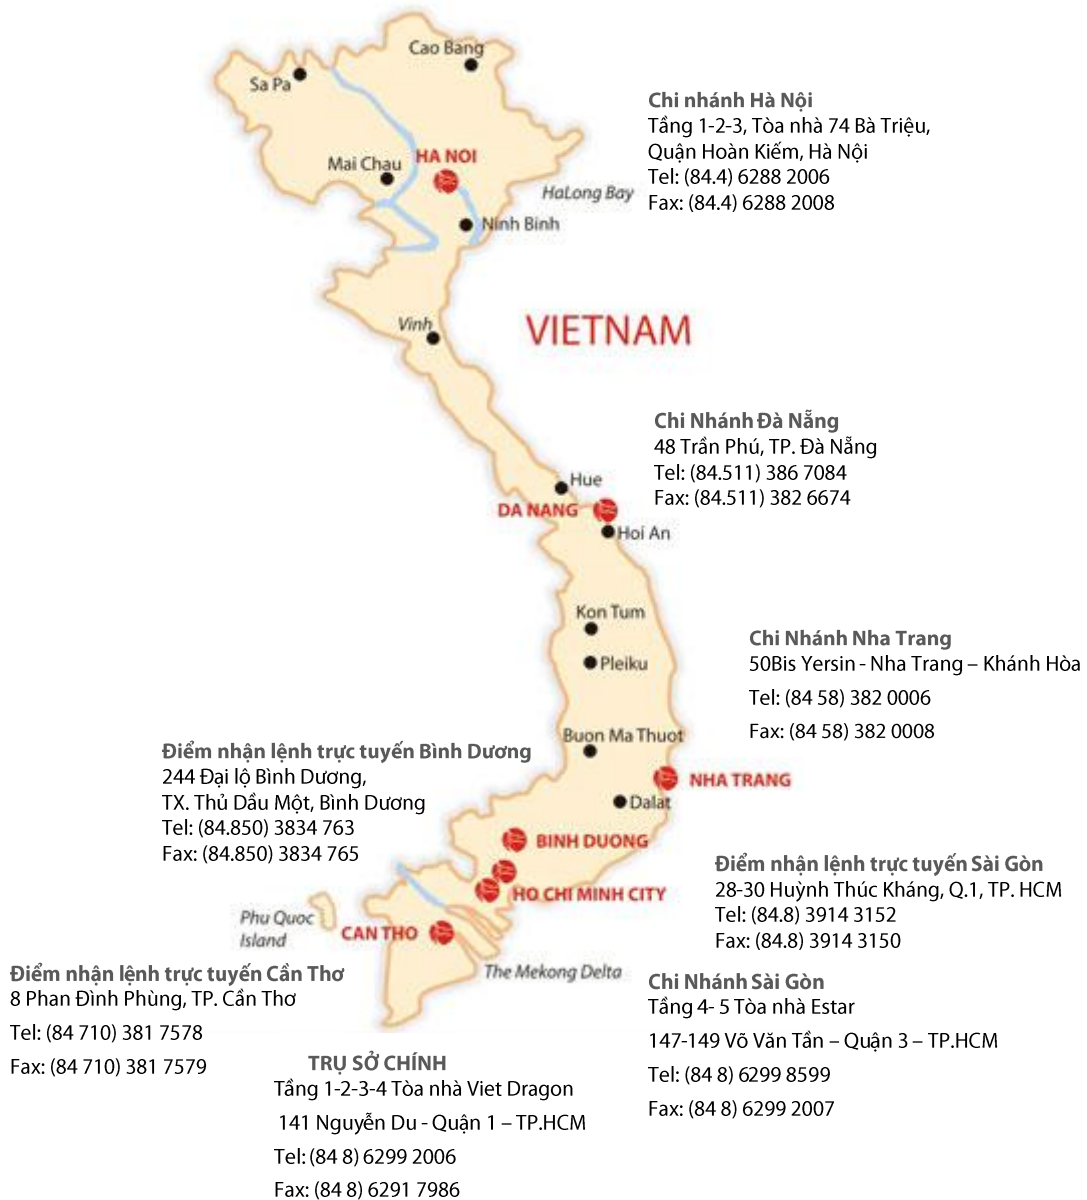 Cao Bang
Sa Pa
Chi nhánh Hà Nội
Tầng 1-2-3, Tòa nhà 74 Bà Triệu,
Quận Hoàn Kiếm, Hà Nội
Tel: (84.4) 6288 2006
Fax: (84.4) 6288 2008
HA NOI
Mai Chau
HaLong Bay
Ninh Binh
Vinh
VIETNAM
Chi Nhánh Đà Nẵng
48 Trần Phú, TP. Đà Nẵng
Tel: (84.511) 386 7084
Fax: (84.511) 382 6674
Hue
DA NANG
Hoi An
Kon Tum
Pleiku
Chi Nhánh Nha Trang
50Bis Yersin - Nha Trang – Khánh Hòa
Tel: (84 58) 382 0006
Fax: (84 58) 382 0008
Buon Ma Thuot
NHA TRANG
Dalat
Điểm nhận lệnh trực tuyến Bình Dương
244 Đại lộ Bình Dương,
TX. Thủ Dầu Một, Bình Dương
Tel: (84.850) 3834 763
Fax: (84.850) 3834 765
BINH DUONG
HO CHI MINH CITY
Điểm nhận lệnh trực tuyến Sài Gòn
28-30 Huỳnh Thúc Kháng, Q.1, TP. HCM
Tel: (84.8) 3914 3152
Fax: (84.8) 3914 3150
Phu Quoc
Island
CAN THO
The Mekong Delta
Điểm nhận lệnh trực tuyến Cần Thơ
8 Phan Đình Phùng, TP. Cần Thơ
Tel: (84 710) 381 7578
Fax: (84 710) 381 7579
Chi Nhánh Sài Gòn
Tầng 4- 5 Tòa nhà Estar
147-149 Võ Văn Tần – Quận 3 – TP.HCM
Tel: (84 8) 6299 8599
Fax: (84 8) 6299 2007
TRỤ SỞ CHÍNH
Tầng 1-2-3-4 Tòa nhà Viet Dragon
141 Nguyễn Du - Quận 1 – TP.HCM
Tel: (84 8) 6299 2006
Fax: (84 8) 6291 7986